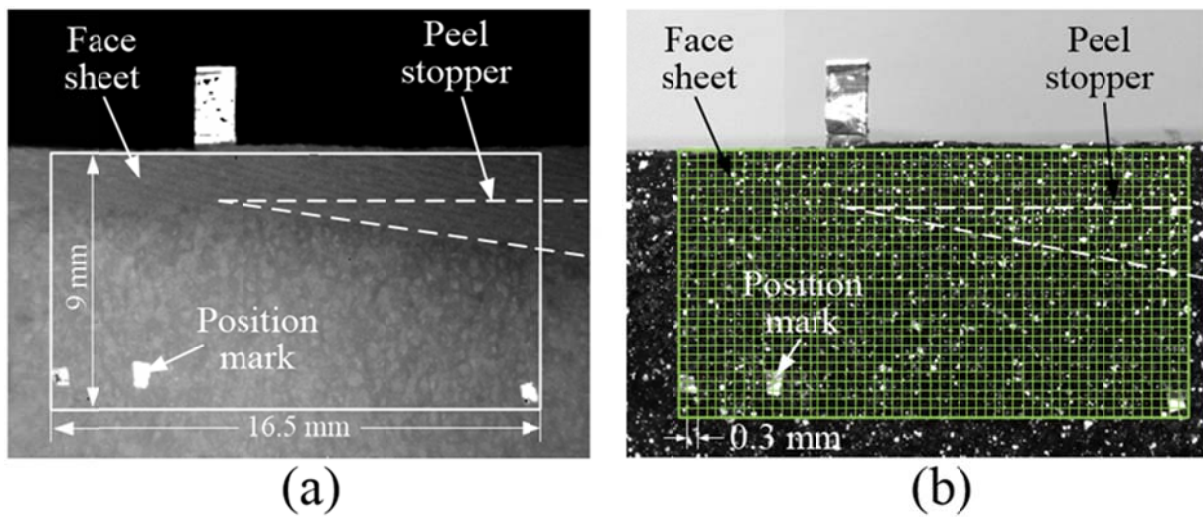 Face
sheet
Peel
stopper
9 mm
Position
mark
16.5 mm
(a)
Face
sheet
Peel
stopper
Position
mark
0.3 mm
(b)